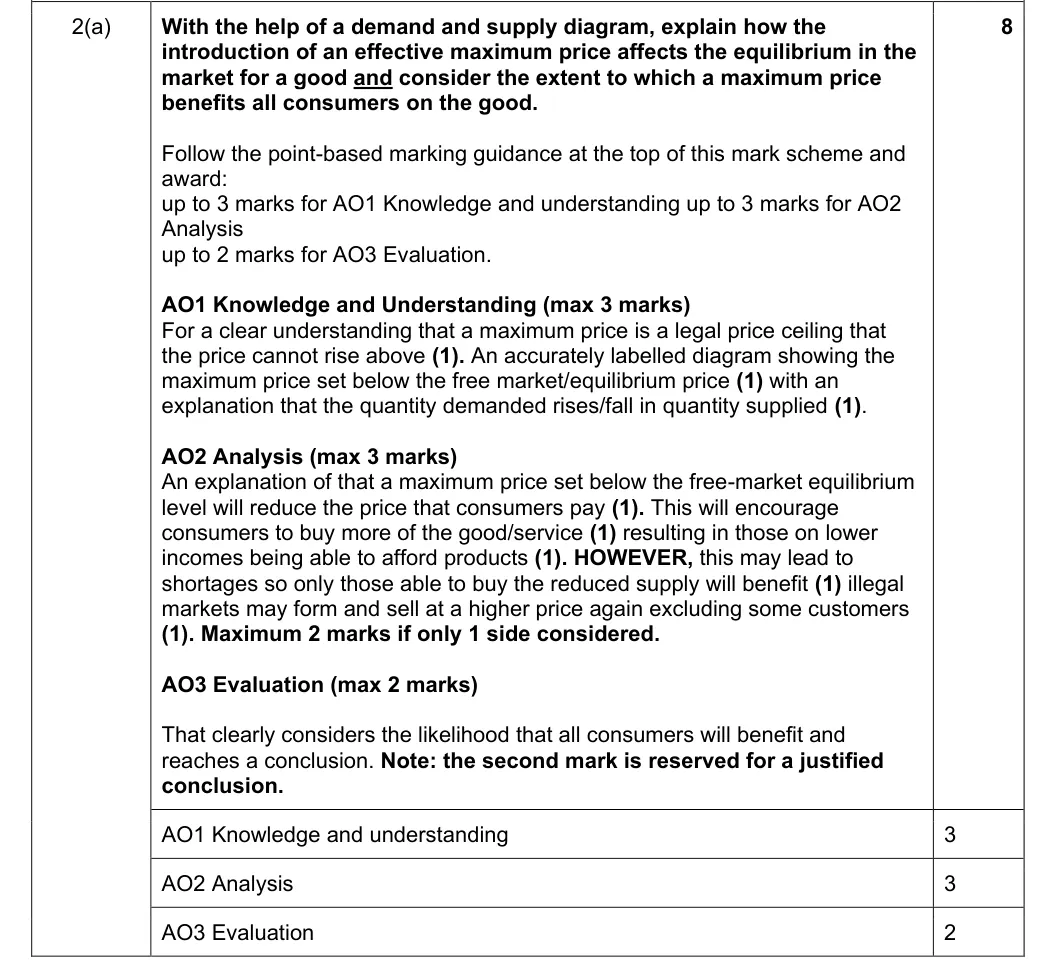 2(a)
With the help of a demand and supply diagram, explain how the
introduction of an effective maximum price affects the equilibrium in the
market for a good and consider the extent to which a maximum price
benefits all consumers on the good.
8
Follow the point-based marking guidance at the top of this mark scheme and
award:
up to 3 marks for AO1 Knowledge and understanding up to 3 marks for AO2
Analysis
up to 2 marks for AO3 Evaluation.
AO1 Knowledge and Understanding (max 3 marks)
For a clear understanding that a maximum price is a legal price ceiling that
the price cannot rise above (1). An accurately labelled diagram showing the
maximum price set below the free market/equilibrium price (1) with an
explanation that the quantity demanded rises/fall in quantity supplied (1).
AO2 Analysis (max 3 marks)
An explanation of that a maximum price set below the free-market equilibrium
level will reduce the price that consumers pay (1). This will encourage
consumers to buy more of the good/service (1) resulting in those on lower
incomes being able to afford products (1). HOWEVER, this may lead to
shortages so only those able to buy the reduced supply will benefit (1) illegal
markets may form and sell at a higher price again excluding some customers
(1). Maximum 2 marks if only 1 side considered.
AO3 Evaluation (max 2 marks)
That clearly considers the likelihood that all consumers will benefit and
reaches a conclusion. Note: the second mark is reserved for a justified
conclusion.
AO1 Knowledge and understanding
3
AO2 Analysis
3
AO3 Evaluation
2